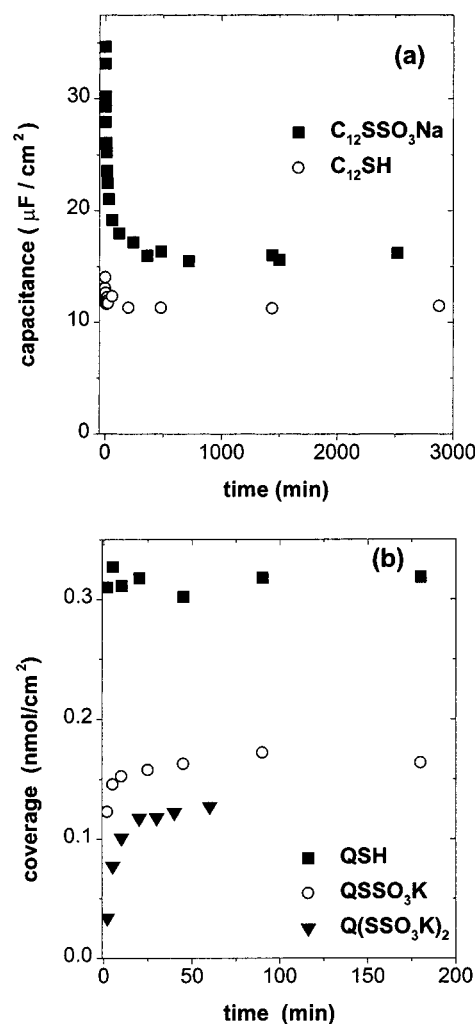 (a)
C₁₂SSO₃Na
C₁₂SH
capacitance ( μF / cm² )
30
20
10
0
0
1000
2000
3000
time (min)
(b)
coverage (nmol/cm²)
0.3
0.2
0.1
0.0
QSH
QSSO₃K
Q(SSO₃K)₂
0
50
100
150
200
time (min)